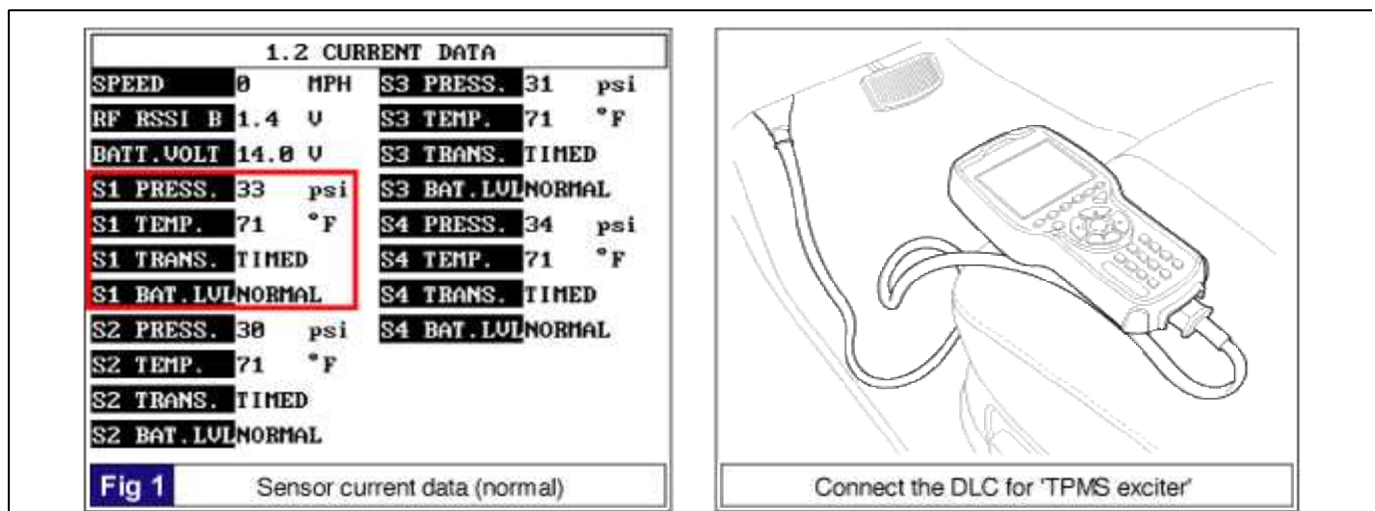 1.2 CURRENT DATA
SPEED 0 MPH
RF RSSI B 1.4 V
BATT.VOLT 14.0 V
S1 PRESS. 33 psi
S1 TEMP. 71 °F
S1 TRANS. TIMED
S1 BAT.LVL NORMAL
S2 PRESS. 30 psi
S2 TEMP. 71 °F
S2 TRANS. TIMED
S2 BAT.LVL NORMAL
S3 PRESS. 31 psi
S3 TEMP. 71 °F
S3 TRANS. TIMED
S3 BAT.LVL NORMAL
S4 PRESS. 34 psi
S4 TEMP. 71 °F
S4 TRANS. TIMED
S4 BAT.LVL NORMAL
Fig 1 Sensor current data (normal)
Connect the DLC for 'TPMS exciter'